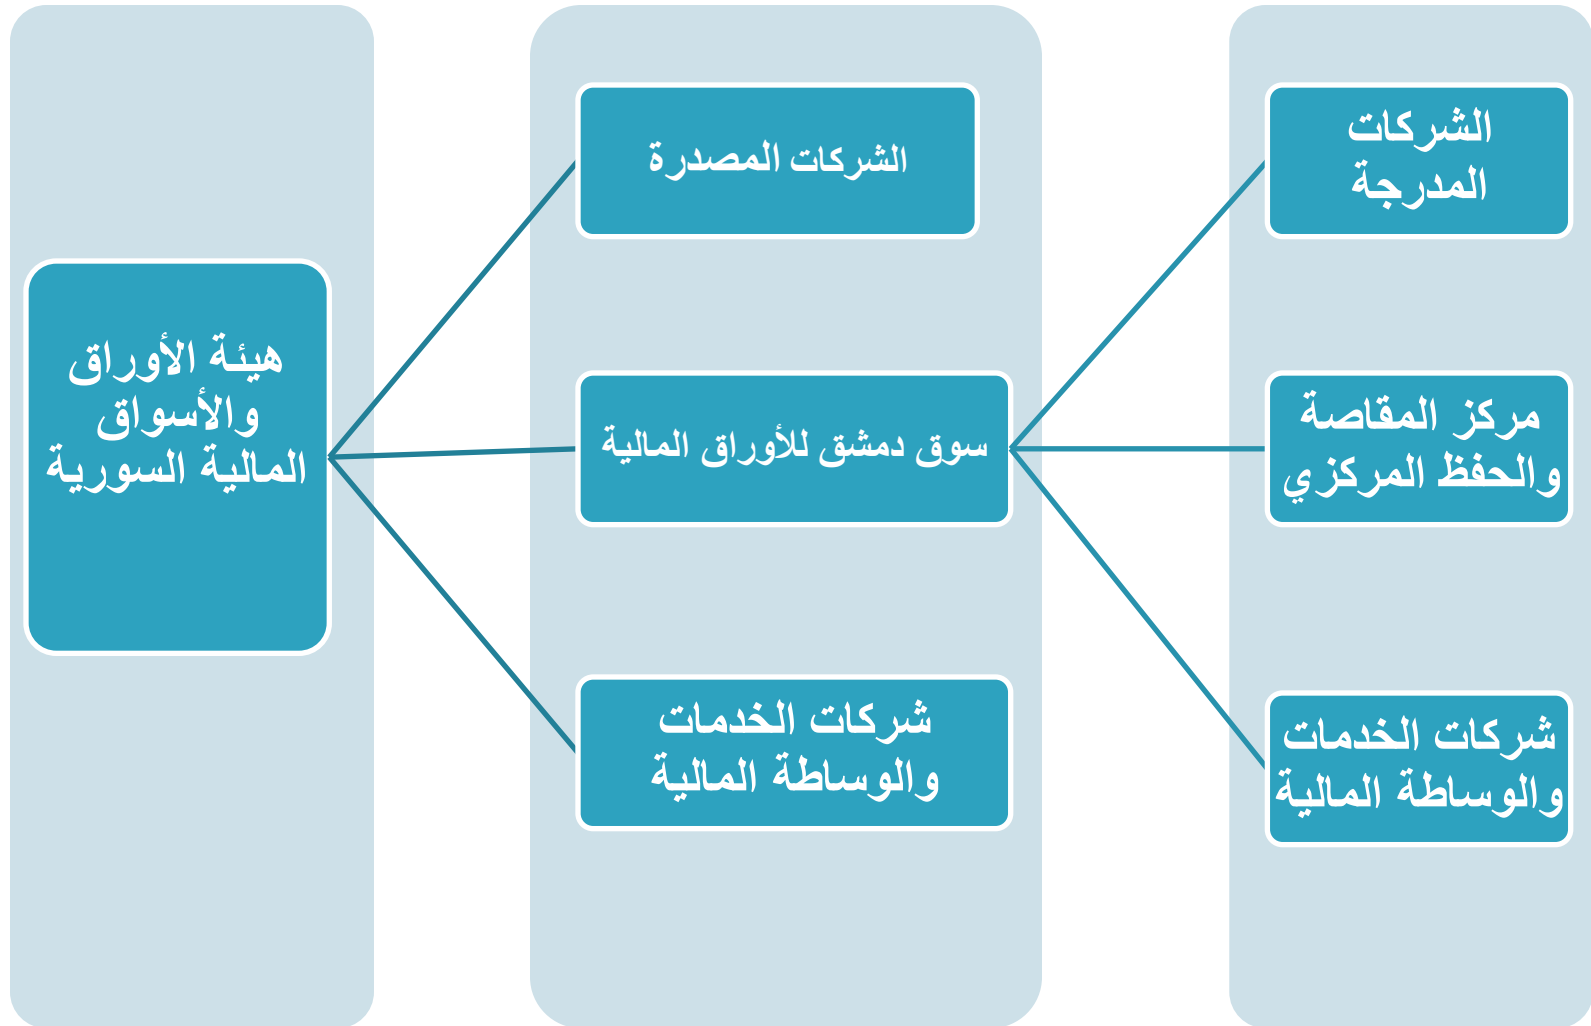 هيئة الأوراق
والأسواق
المالية السورية
الشركات المصدرة
سوق دمشق للأوراق المالية
شركات الخدمات
والوساطة المالية
الشركات
المدرجة
مركز المقاصة
والحفظ المركزي
شركات الخدمات
والوساطة المالية